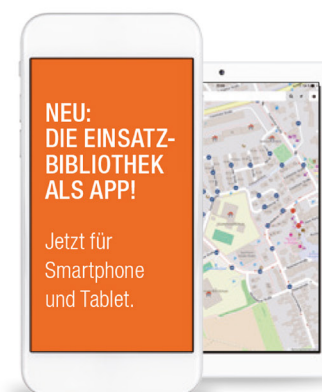 NEU:
DIE EINSATZ-
BIBLIOTHEK
ALS APP!
Jetzt für
Smartphone
und Tablet.